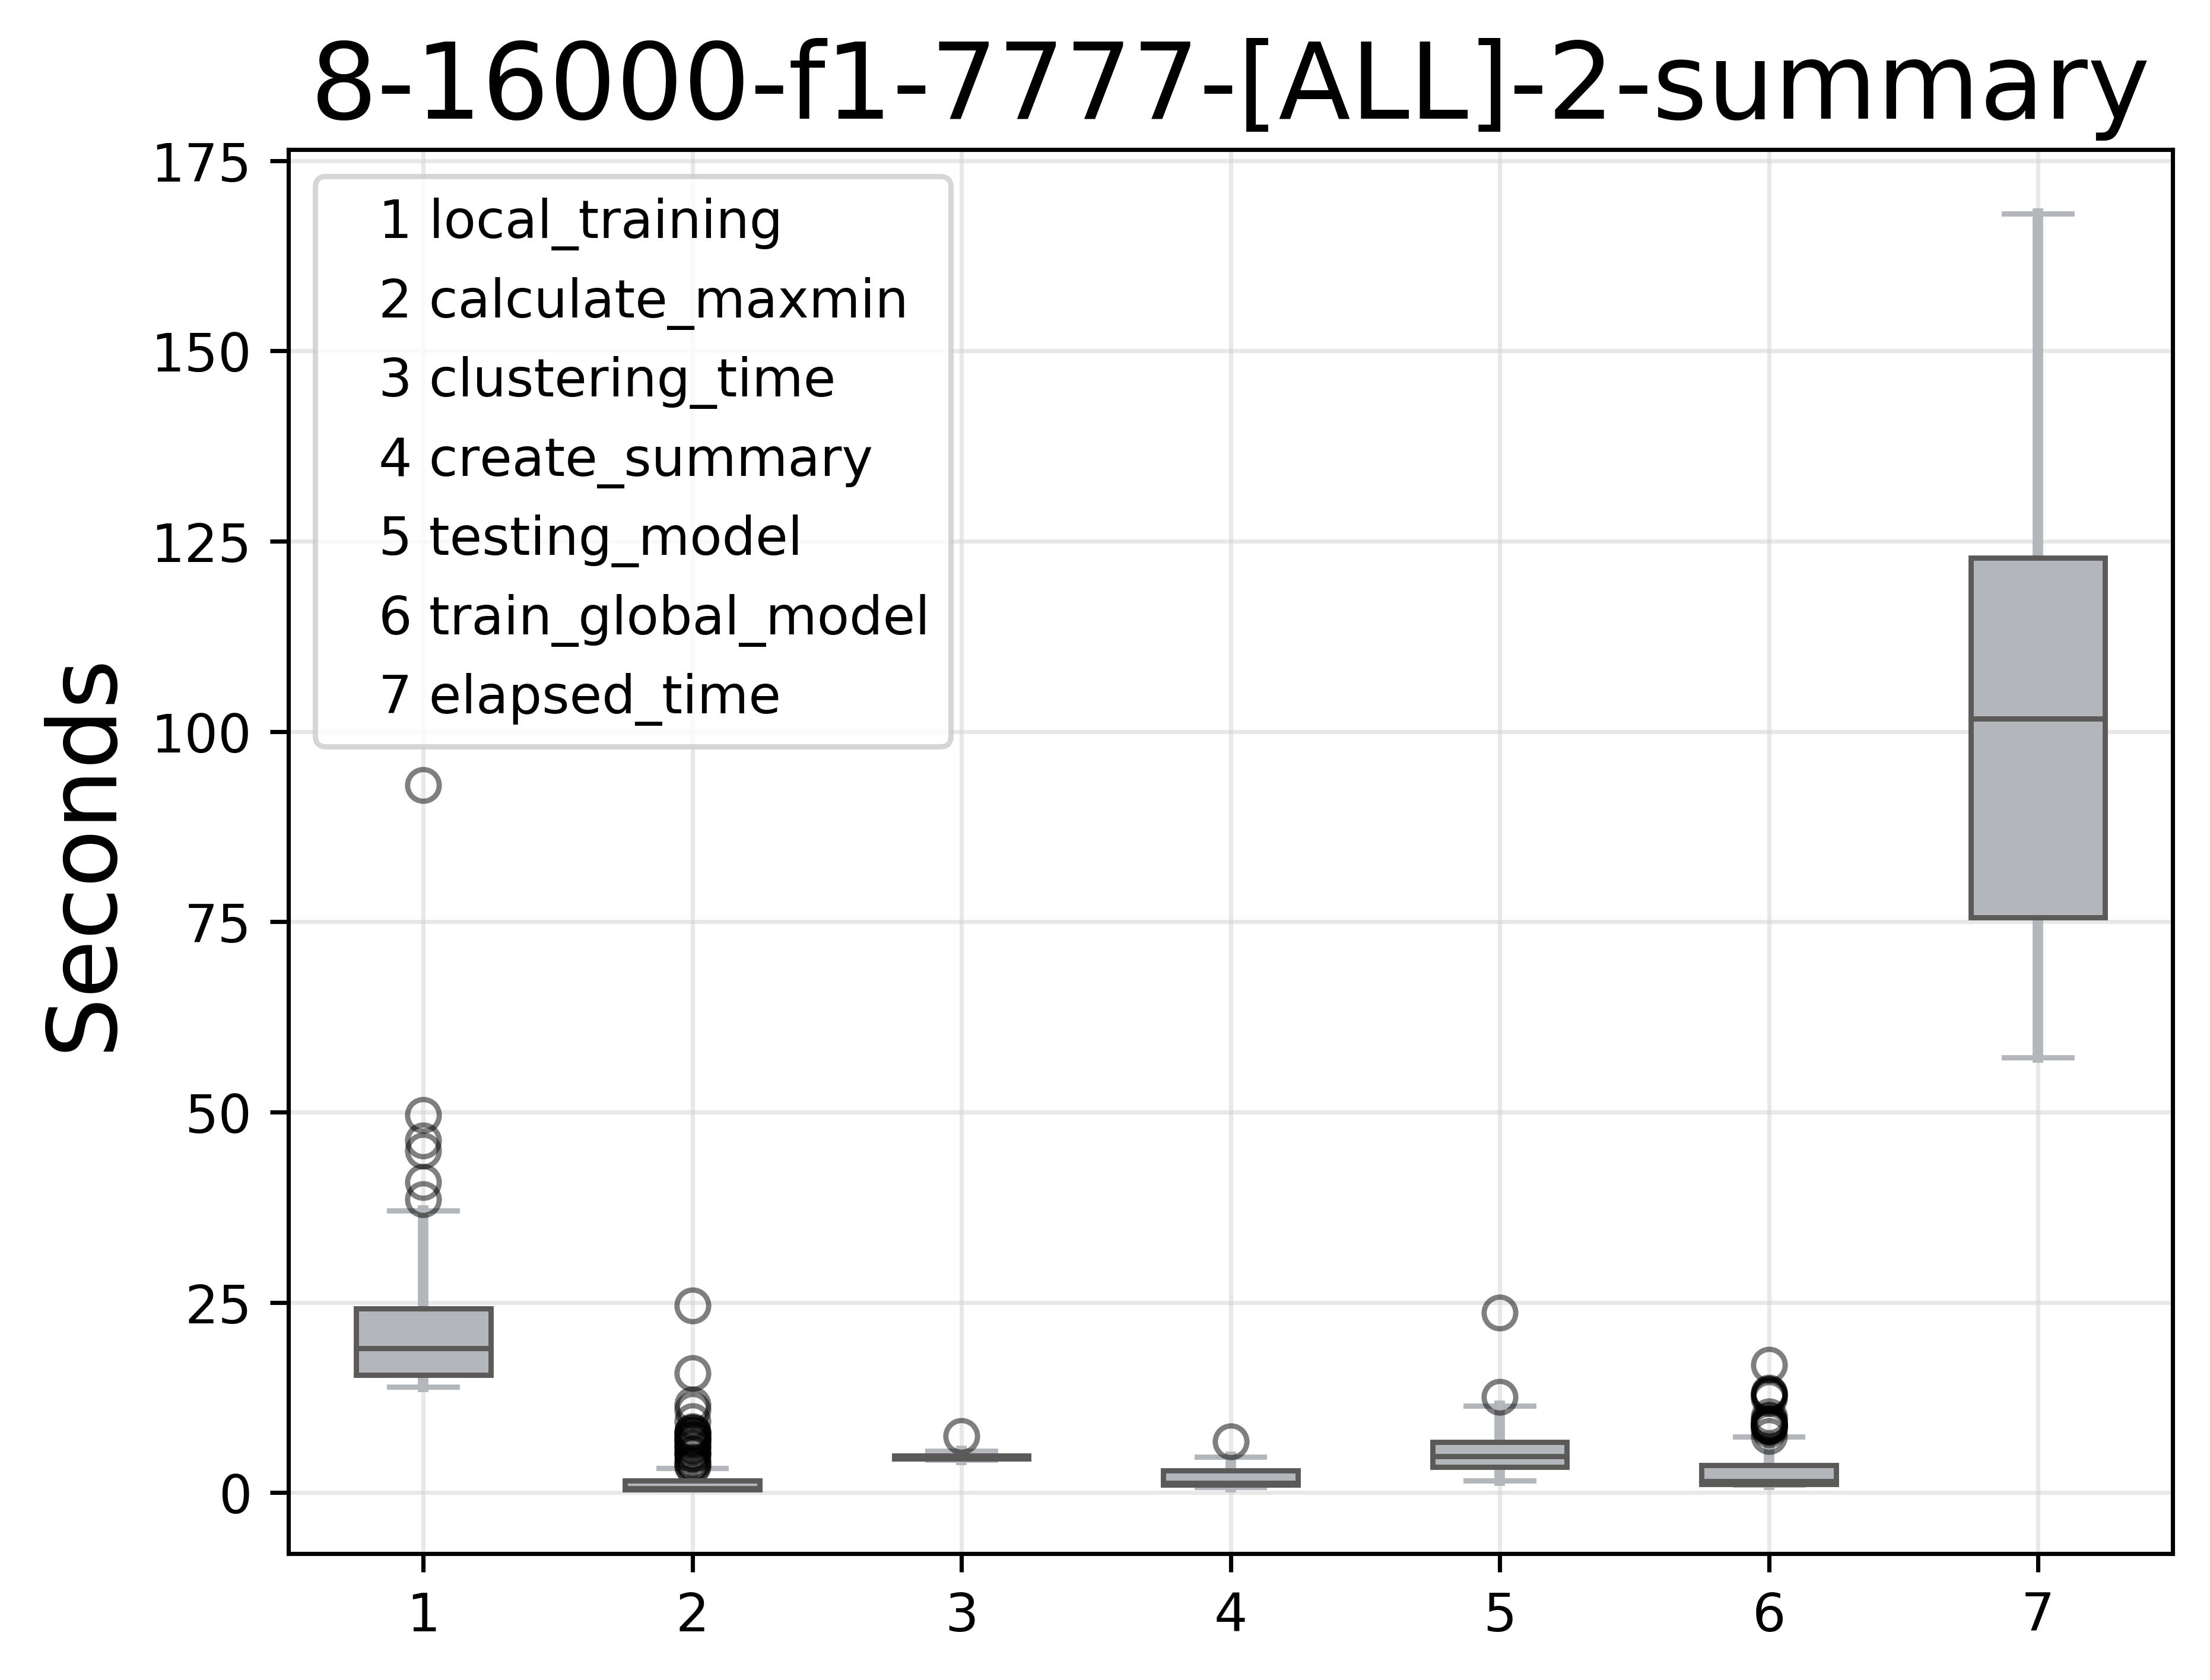 8-16000-f1-7777-[ALL]-2-summary
175
150
125
100
75
50
25
0
Seconds
1 local_training
2 calculate_maxmin
3 clustering_time
4 create_summary
5 testing_model
6 train_global_model
7 elapsed_time
1 2 3 4 5 6 7